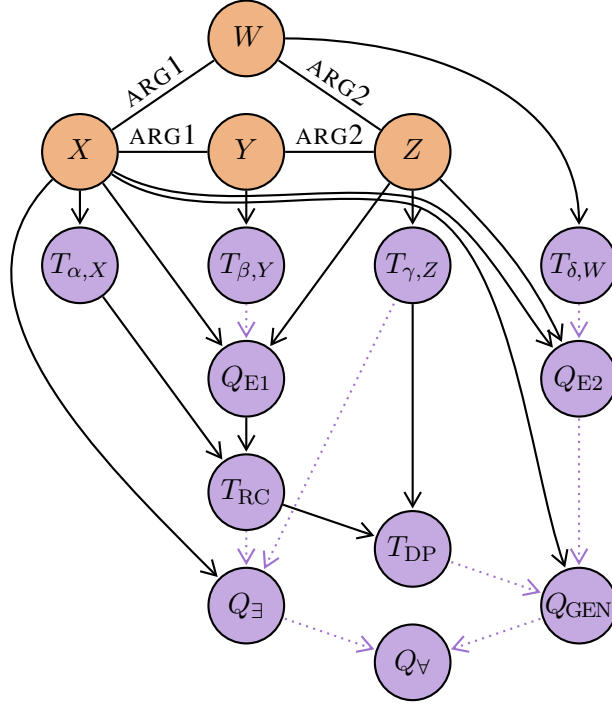 W
ARG1 ARG2
X ARG1 Y ARG2 Z
T_{α,X} T_{β,Y} T_{γ,Z} T_{δ,W}
Q_{E1} Q_{E2}
T_{RC}
T_{DP}
Q_∃ Q_{GEN}
Q_∀